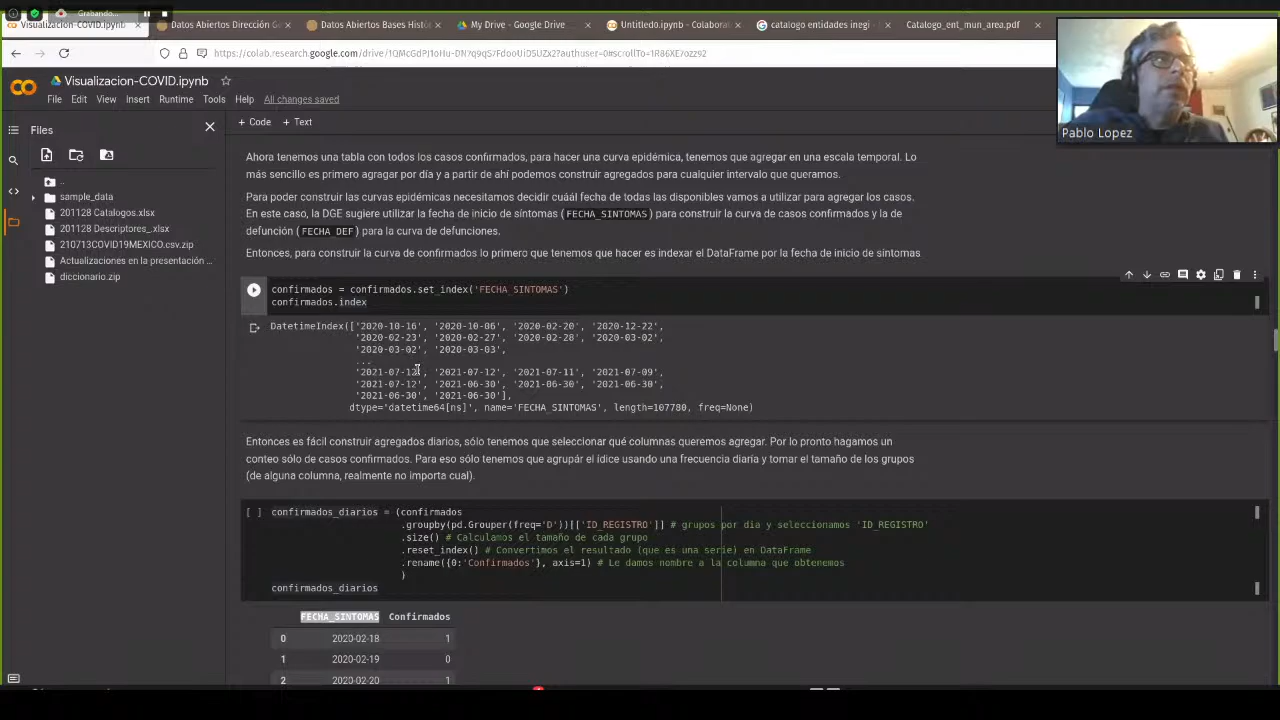 Grabando...
Visualizacion-COVID.ipynb
Datos Abiertos Dirección G
Datos Abiertos Bases Hist
My Drive - Google Drive
Untitled0.ipynb - Colabora
catalogo entidades inegi -
Catalogo_ent_mun_area.pdf
Visualizacion-COVID.ipynb
File Edit View Insert Runtime Tools Help All changes saved
Pablo Lopez
+ Code + Text
Files
..
sample_data
201128 Catalogos.xlsx
201128 Descriptores_.xlsx
210713COVID19MEXICO.csv.zip
Actualizaciones en la presentación ...
diccionario.zip
Ahora tenemos una tabla con todos los casos confirmados, para hacer una curva epidémica, tenemos que agregar en una escala temporal. Lo
más sencillo es primero agragar por día y a partir de ahí podemos construir agregados para cualquier intervalo que queramos.
Para poder construir las curvas epidémicas necesitamos decidir cuáál fecha de todas las disponibles vamos a utilizar para agregar los casos.
En este caso, la DGE sugiere utilizar la fecha de inicio de síntomas (FECHA_SINTOMAS) para construir la curva de casos confirmados y la de
defunción (FECHA_DEF) para la curva de defunciones.
Entonces, para construir la curva de confirmados lo primero que tenemos que hacer es indexar el DataFrame por la fecha de inicio de síntomas
confirmados = confirmados.set_index('FECHA_SINTOMAS')
confirmados.index
DatetimeIndex(['2020-10-16', '2020-10-06', '2020-02-20', '2020-12-22',
'2020-02-23', '2020-02-27', '2020-02-28', '2020-03-02',
'2020-03-02', '2020-03-03',
...
'2021-07-12', '2021-07-12', '2021-07-11', '2021-07-09',
'2021-07-12', '2021-06-30', '2021-06-30', '2021-06-30',
'2021-06-30', '2021-06-30'],
dtype='datetime64[ns]', name='FECHA_SINTOMAS', length=107780, freq=None)
Entonces es fácil construir agregados diarios, sólo tenemos que seleccionar qué columnas queremos agregar. Por lo pronto hagamos un
conteo sólo de casos confirmados. Para eso sólo tenemos que agrupár el ídice usando una frecuencia diaría y tomar el tamaño de los grupos
(de alguna columna, realmente no importa cual).
[ ] confirmados_diarios = (confirmados
.groupby(pd.Grouper(freq='D'))[['ID_REGISTRO']] # grupos por dia y seleccionamos 'ID_REGISTRO'
.size() # Calculamos el tamaño de cada grupo
.reset_index() # Convertimos el resultado (que es una serie) en DataFrame
.rename({0:'Confirmados'}, axis=1) # Le damos nombre a la columna que obtenemos
)
confirmados_diarios
FECHA_SINTOMAS Confirmados
0 2020-02-18 1
1 2020-02-19 0
2 2020-02-20 1